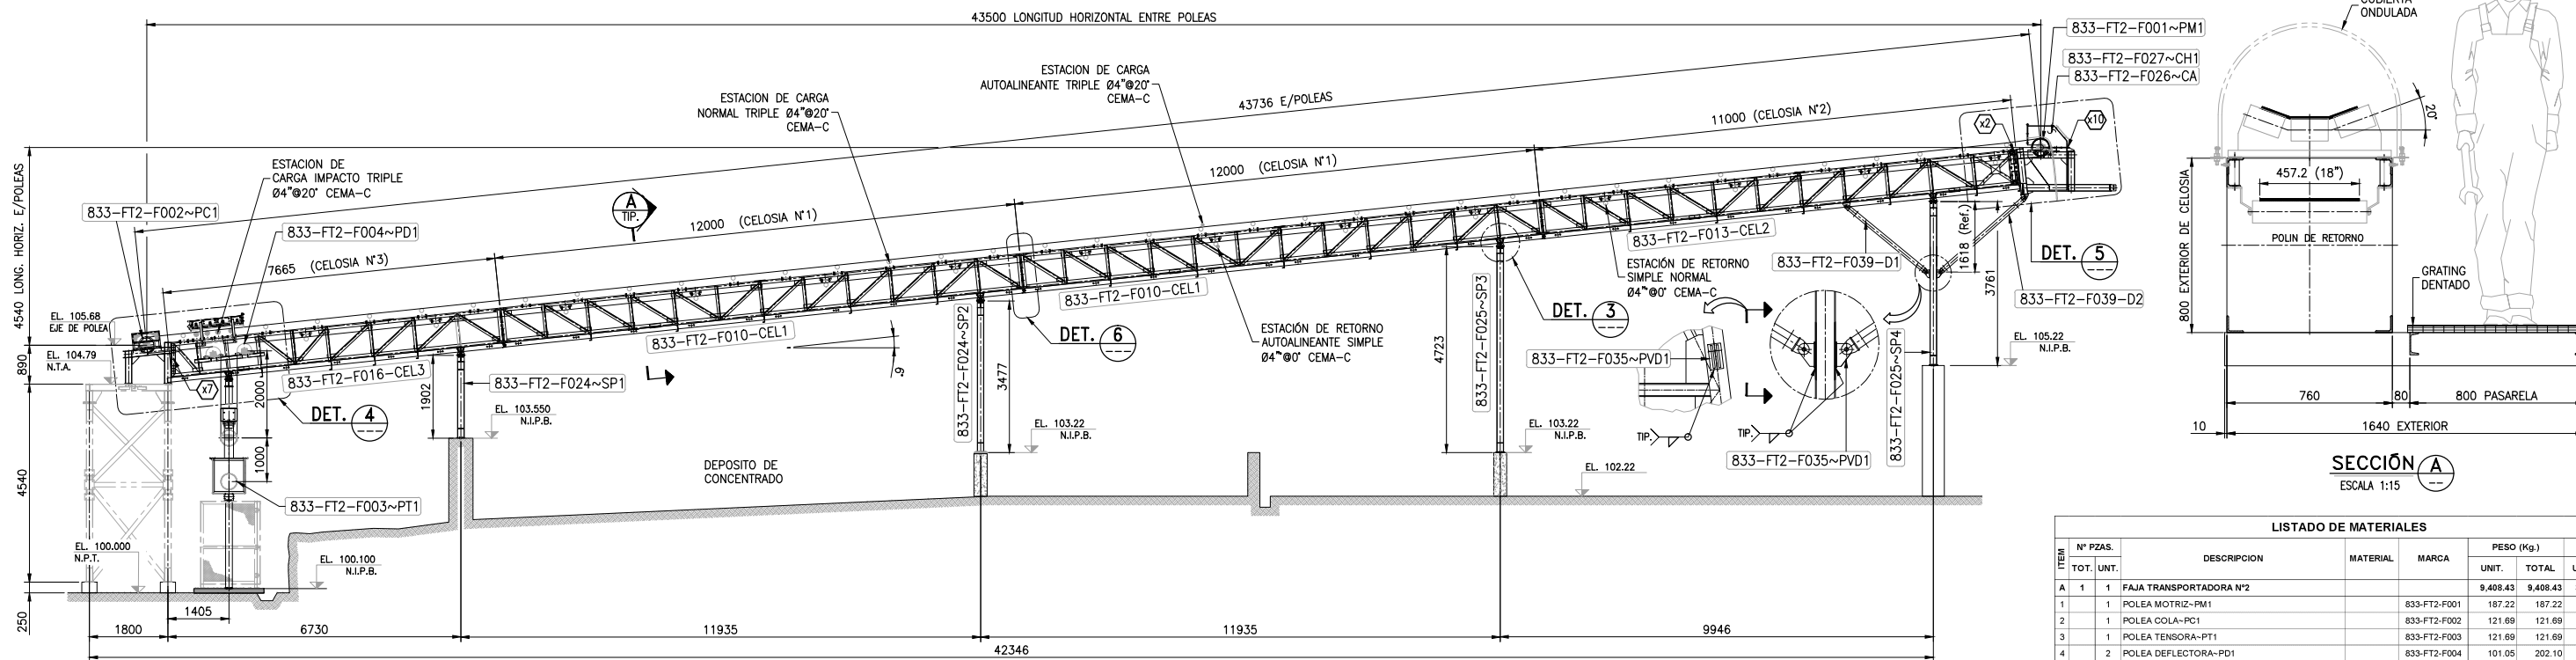 43500 LONGITUD HORIZONTAL ENTRE POLEAS
43736 E/POLEAS
11000 (CELOSIA N°2)
12000 (CELOSIA N°1)
12000 (CELOSIA N°1)
7665 (CELOSIA N°3)
ESTACION DE CARGA
AUTOALINEANTE TRIPLE Ø4"@20°
CEMA-C
ESTACION DE CARGA
NORMAL TRIPLE Ø4"@20°
CEMA-C
ESTACION DE
CARGA IMPACTO TRIPLE
Ø4"@20° CEMA-C
833-FT2-F001~PM1
833-FT2-F027~CH1
833-FT2-F026~CA
x2
x10
A
TIP.
833-FT2-F002~PC1
833-FT2-F004~PD1
4540 LONG. HORIZ. E/POLEAS
890
4540
250
EL. 105.68
EJE DE POLEA
EL. 104.79
N.T.A.
x7
833-FT2-F016-CEL3
DET. 4
2000
1000
833-FT2-F003~PT1
1902
833-FT2-F024~SP1
EL. 103.550
N.I.P.B.
833-FT2-F010-CEL1
833-FT2-F010-CEL1
833-FT2-F013-CEL2
6°
833-FT2-F024~SP2
3477
DET. 6
EL. 103.22
N.I.P.B.
ESTACIÓN DE RETORNO
AUTOALINEANTE SIMPLE
Ø4"@0° CEMA-C
4723
833-FT2-F025~SP3
DET. 3
EL. 103.22
N.I.P.B.
ESTACIÓN DE RETORNO
SIMPLE NORMAL
Ø4"@0° CEMA-C
833-FT2-F039-D1
833-FT2-F035~PVD1
TIP.
TIP.
833-FT2-F035~PVD1
833-FT2-F025~SP4
1618 (Ref.)
3761
DET. 5
833-FT2-F039-D2
EL. 105.22
N.I.P.B.
EL. 102.22
N.I.P.B.
DEPOSITO DE
CONCENTRADO
EL. 100.000
N.P.T.
EL. 100.100
N.I.P.B.
1405
1800
6730
11935
11935
9946
42346
ONDULADA
20°
457.2 (18")
800 EXTERIOR DE CELOSIA
POLIN DE RETORNO
GRATING
DENTADO
760
80
800 PASARELA
10
1640 EXTERIOR
SECCIÓN A
ESCALA 1:15
LISTADO DE MATERIALES
ITEM N° PZAS. DESCRIPCION MATERIAL MARCA PESO (Kg.)
TOT. UNT. UNIT. TOTAL
A 1 1 FAJA TRANSPORTADORA N°2 9,408.43 9,408.43
1 1 POLEA MOTRIZ~PM1 833-FT2-F001 187.22 187.22
2 1 POLEA COLA~PC1 833-FT2-F002 121.69 121.69
3 1 POLEA TENSORA~PT1 833-FT2-F003 121.69 121.69
4 2 POLEA DEFLECTORA~PD1 833-FT2-F004 101.05 202.10